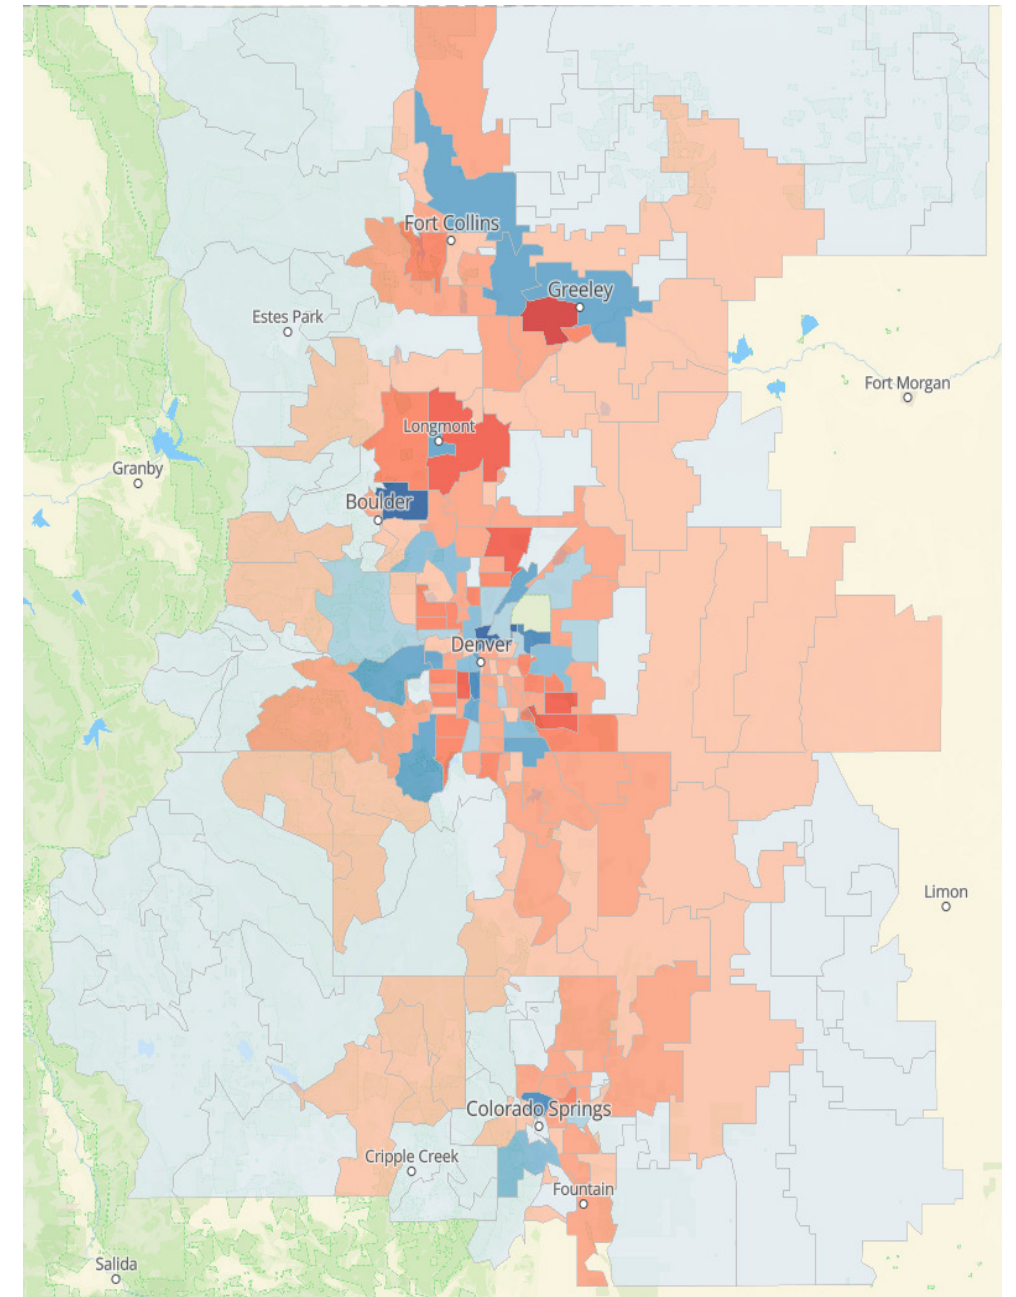 Fort Collins
Greeley
Estes Park
Fort Morgan
Longmont
Granby
Boulder
Denver
Limon
Colorado Springs
Cripple Creek
Fountain
Salida